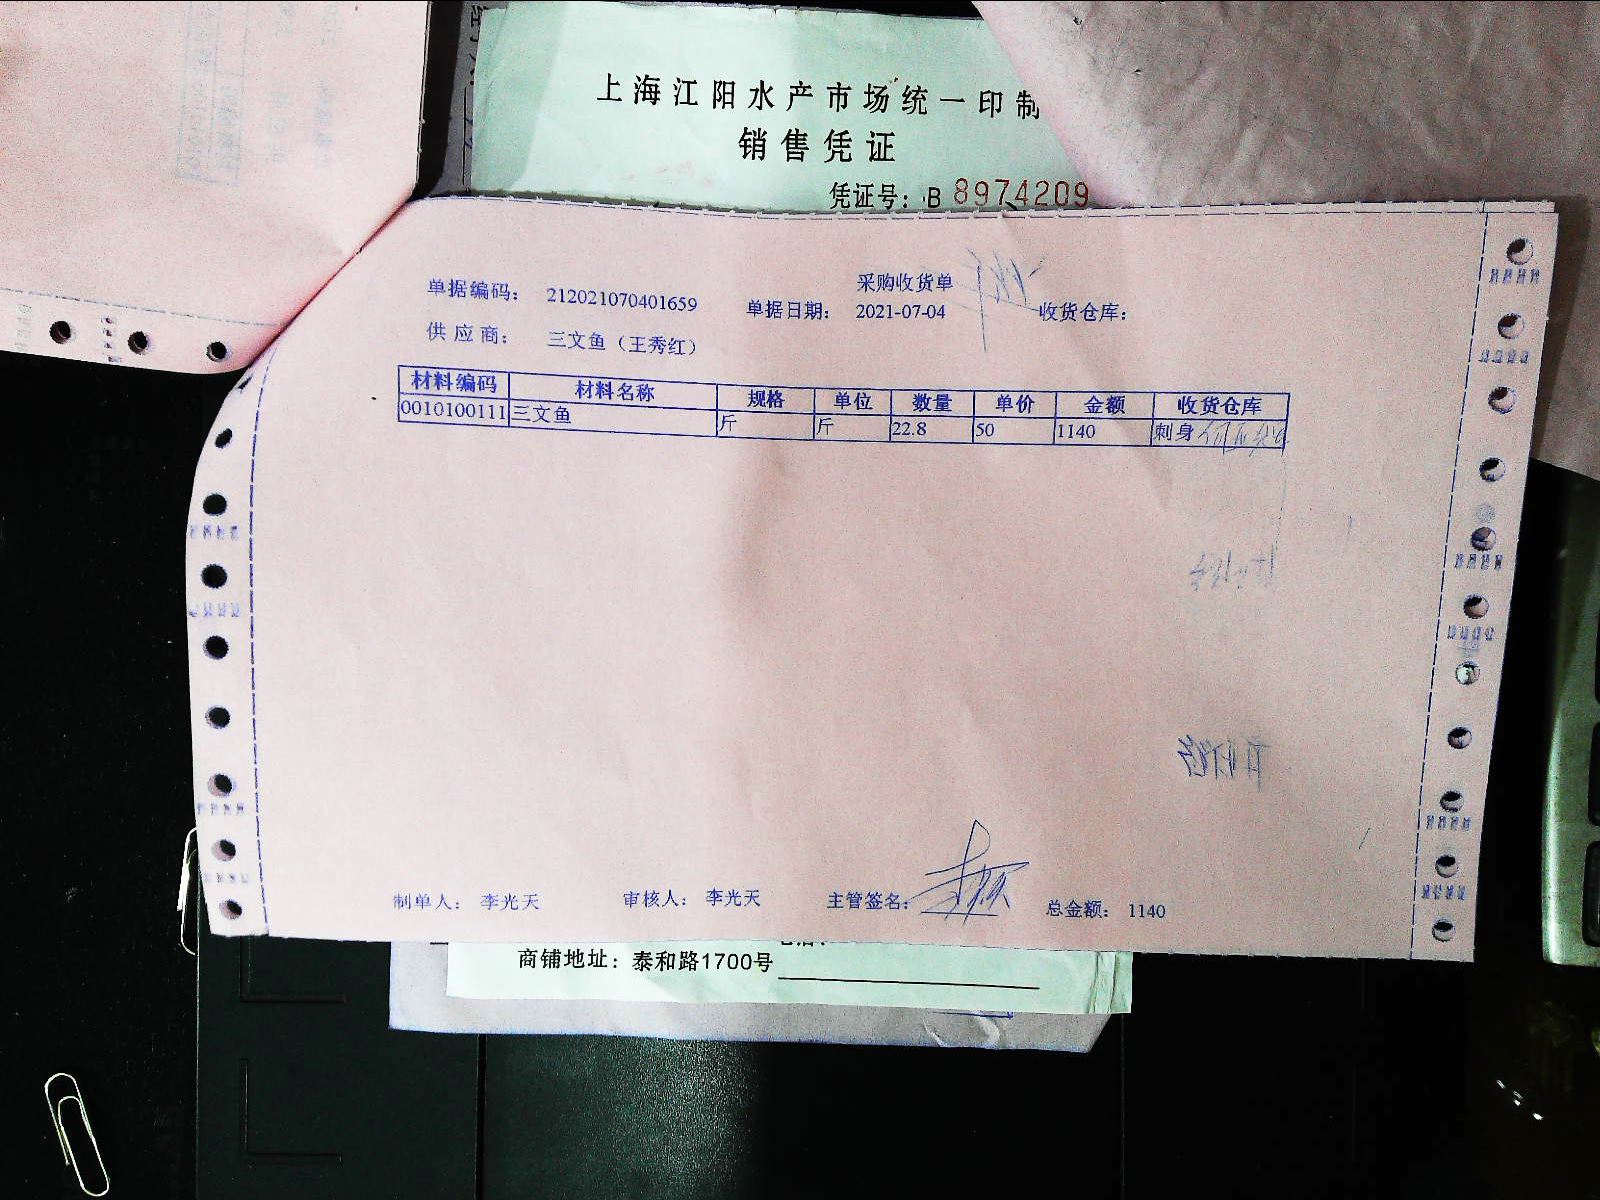 上海江阳水产市场统一印制
销售凭证
凭证号：B 8974209
采购收货单
单据编码： 212021070401659 单据日期： 2021-07-04 收货仓库：
供应商： 三文鱼（王秀红）
材料编码 材料名称 规格 单位 数量 单价 金额 收货仓库
0010100111 三文鱼 斤 斤 22.8 50 1140 刺身
制单人： 李光天 审核人： 李光天 主管签名： 总金额： 1140
商铺地址：泰和路1700号